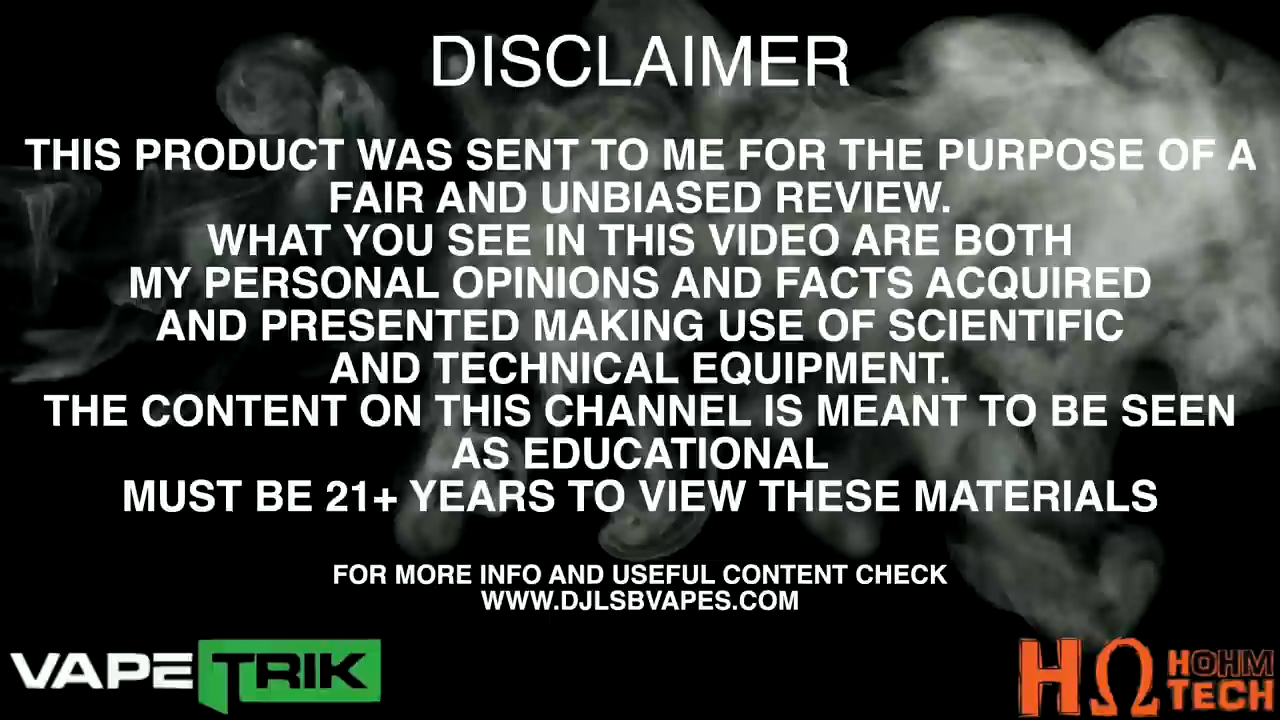 DISCLAIMER
THIS PRODUCT WAS SENT TO ME FOR THE PURPOSE OF A
FAIR AND UNBIASED REVIEW.
WHAT YOU SEE IN THIS VIDEO ARE BOTH
MY PERSONAL OPINIONS AND FACTS ACQUIRED
AND PRESENTED MAKING USE OF SCIENTIFIC
AND TECHNICAL EQUIPMENT.
THE CONTENT ON THIS CHANNEL IS MEANT TO BE SEEN
AS EDUCATIONAL
MUST BE 21+ YEARS TO VIEW THESE MATERIALS
FOR MORE INFO AND USEFUL CONTENT CHECK
WWW.DJLSBVAPES.COM
VAPE TRIK
HΩ HOHM
TECH